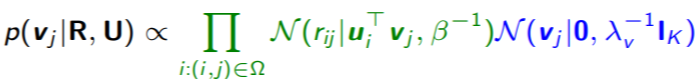 p(v_j|R, U) ∝ ∏_{i:(i,j)∈Ω} 𝒩(r_{ij}|u_i^⊤ v_j, β^{-1})𝒩(v_j|0, λ_v^{-1} I_K)